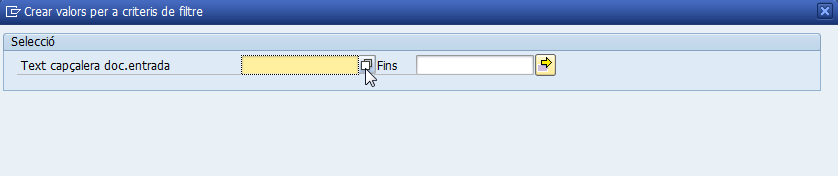 Crear valors per a criteris de filtre
Selecció
Text capçalera doc.entrada Fins